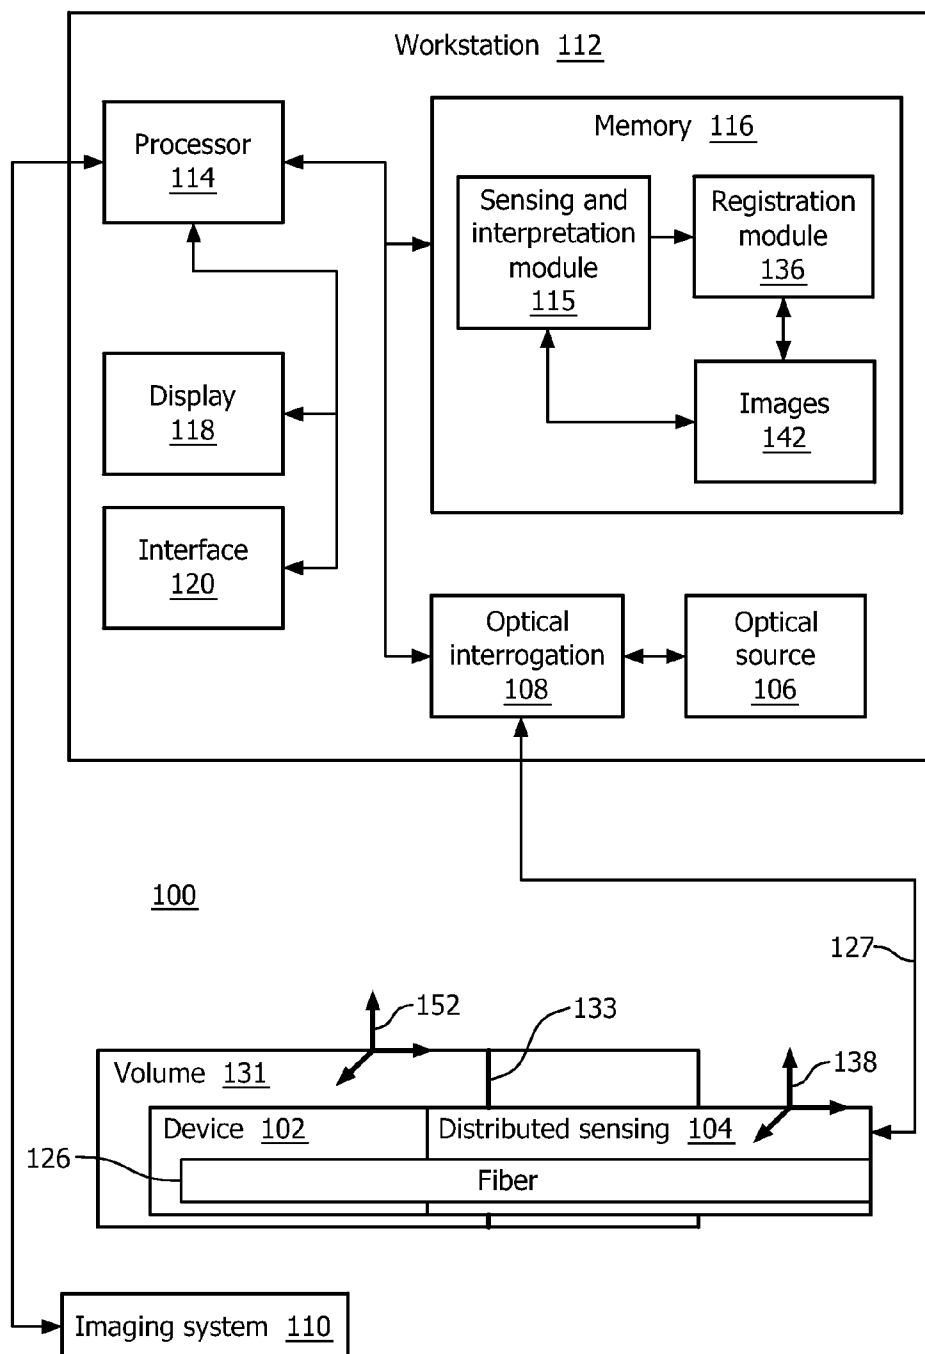 Workstation 112
Processor
114
Memory 116
Sensing and
interpretation
module
115
Registration
module
136
Display
118
Images
142
Interface
120
Optical
interrogation
108
Optical
source
106
100
127
152
133
138
Volume 131
Device 102
Distributed sensing 104
126
Fiber
Imaging system 110